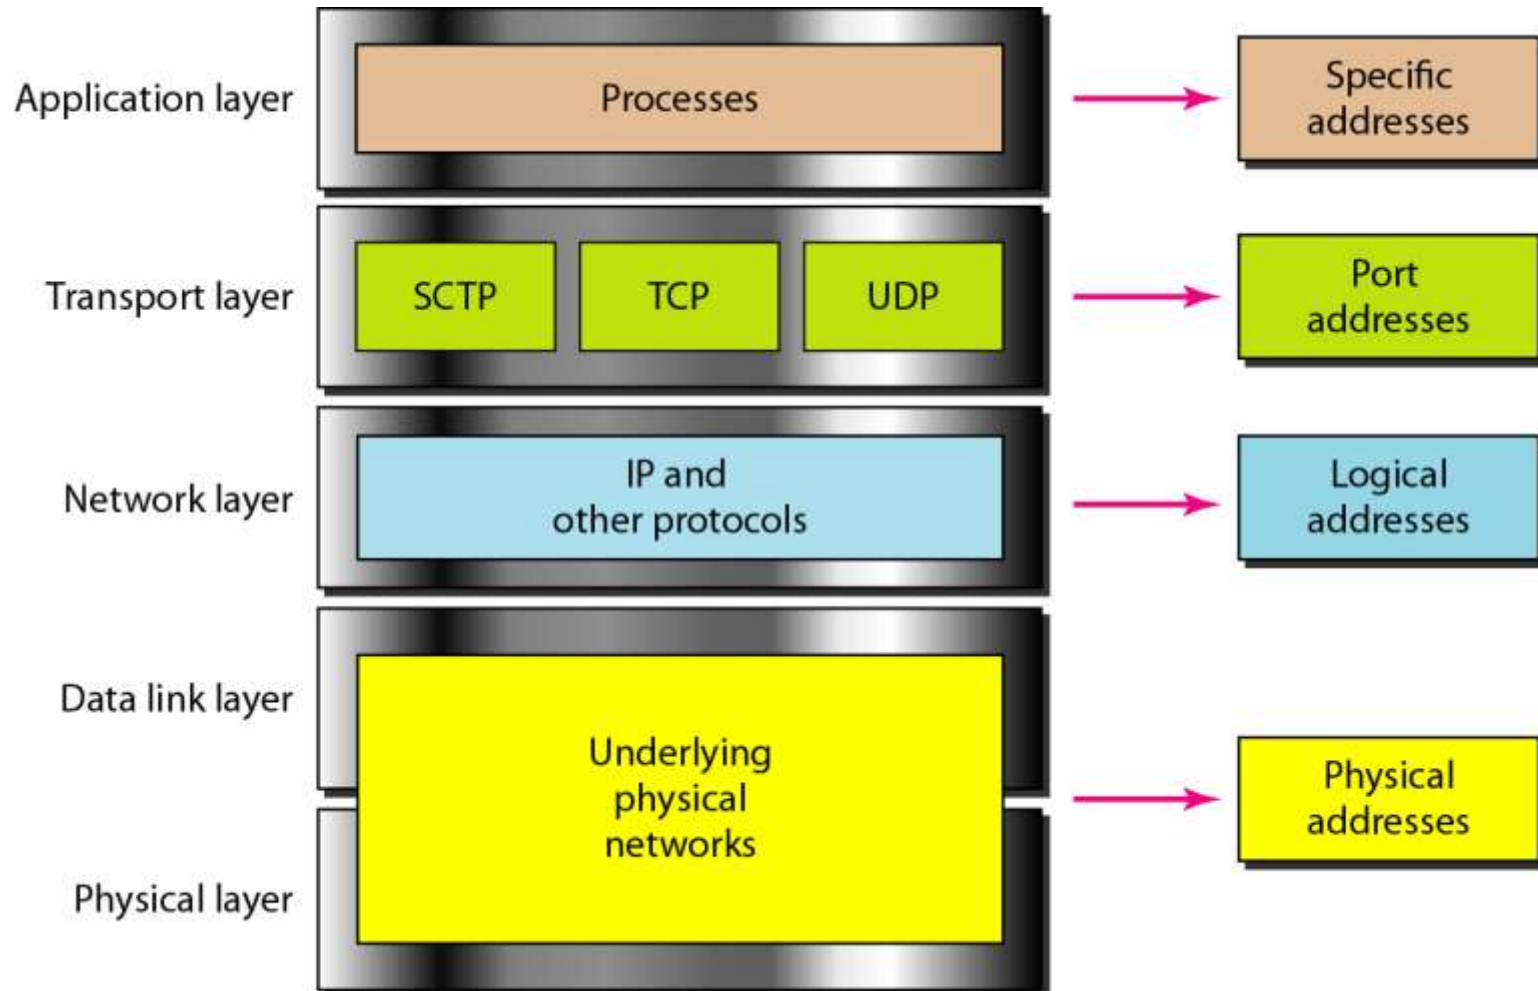 Application layer
Processes
Specific
addresses
Transport layer
SCTP
TCP
UDP
Port
addresses
Network layer
IP and
other protocols
Logical
addresses
Data link layer
Underlying
physical
networks
Physical
addresses
Physical layer